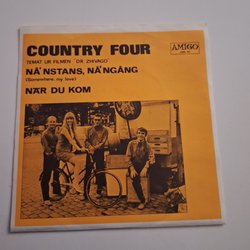 COUNTRY FOUR
AMIGO
TEMAT UR FILMEN "DR ZHIVAGO"
NÅ'NSTANS, NÅ'NGÅNG
(Somewhere, my love)
NÄR DU KOM